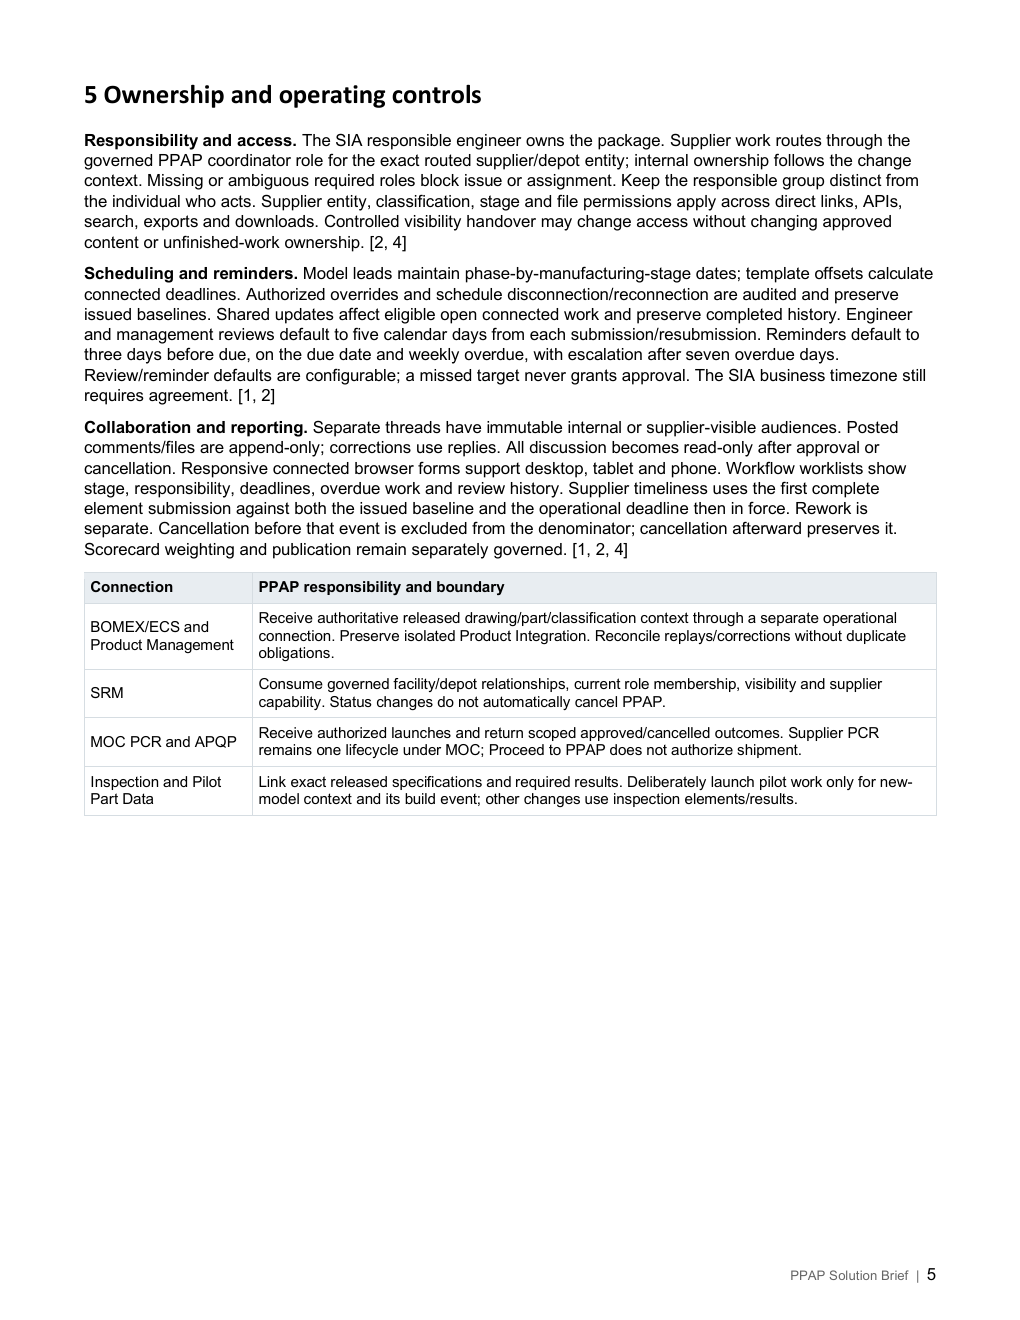 5 Ownership and operating controls
Responsibility and access. The SIA responsible engineer owns the package. Supplier work routes through the
governed PPAP coordinator role for the exact routed supplier/depot entity; internal ownership follows the change
context. Missing or ambiguous required roles block issue or assignment. Keep the responsible group distinct from
the individual who acts. Supplier entity, classification, stage and file permissions apply across direct links, APIs,
search, exports and downloads. Controlled visibility handover may change access without changing approved
content or unfinished-work ownership. [2, 4]
Scheduling and reminders. Model leads maintain phase-by-manufacturing-stage dates; template offsets calculate
connected deadlines. Authorized overrides and schedule disconnection/reconnection are audited and preserve
issued baselines. Shared updates affect eligible open connected work and preserve completed history. Engineer
and management reviews default to five calendar days from each submission/resubmission. Reminders default to
three days before due, on the due date and weekly overdue, with escalation after seven overdue days.
Review/reminder defaults are configurable; a missed target never grants approval. The SIA business timezone still
requires agreement. [1, 2]
Collaboration and reporting. Separate threads have immutable internal or supplier-visible audiences. Posted
comments/files are append-only; corrections use replies. All discussion becomes read-only after approval or
cancellation. Responsive connected browser forms support desktop, tablet and phone. Workflow worklists show
stage, responsibility, deadlines, overdue work and review history. Supplier timeliness uses the first complete
element submission against both the issued baseline and the operational deadline then in force. Rework is
separate. Cancellation before that event is excluded from the denominator; cancellation afterward preserves it.
Scorecard weighting and publication remain separately governed. [1, 2, 4]
Connection
PPAP responsibility and boundary
BOMEX/ECS and
Product Management
Receive authoritative released drawing/part/classification context through a separate operational
connection. Preserve isolated Product Integration. Reconcile replays/corrections without duplicate
obligations.
SRM
Consume governed facility/depot relationships, current role membership, visibility and supplier
capability. Status changes do not automatically cancel PPAP.
MOC PCR and APQP
Receive authorized launches and return scoped approved/cancelled outcomes. Supplier PCR
remains one lifecycle under MOC; Proceed to PPAP does not authorize shipment.
Inspection and Pilot
Part Data
Link exact released specifications and required results. Deliberately launch pilot work only for new-
model context and its build event; other changes use inspection elements/results.
PPAP Solution Brief | 5